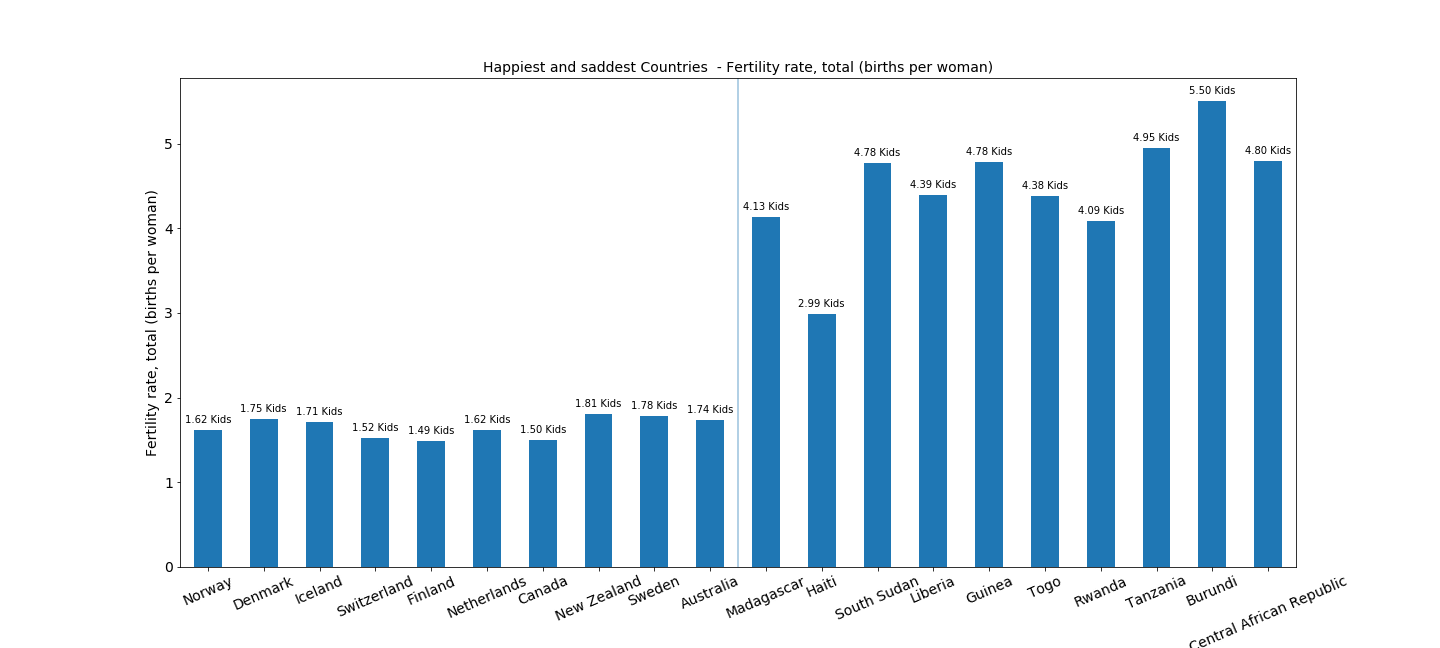 Happiest and saddest Countries  - Fertility rate, total (births per woman)
Fertility rate, total (births per woman)
5
4
3
2
1
0
1.62 Kids
1.75 Kids
1.71 Kids
1.52 Kids
1.49 Kids
1.62 Kids
1.50 Kids
1.81 Kids
1.78 Kids
1.74 Kids
4.13 Kids
2.99 Kids
4.78 Kids
4.39 Kids
4.78 Kids
4.38 Kids
4.09 Kids
4.95 Kids
5.50 Kids
4.80 Kids
Norway
Denmark
Iceland
Switzerland
Finland
Netherlands
Canada
New Zealand
Sweden
Australia
Madagascar
Haiti
South Sudan
Liberia
Guinea
Togo
Rwanda
Tanzania
Burundi
Central African Republic